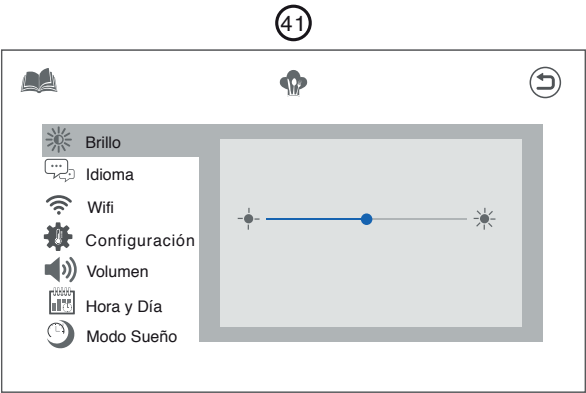 41
Brillo
Idioma
Wifi
Configuración
Volumen
Hora y Día
Modo Sueño